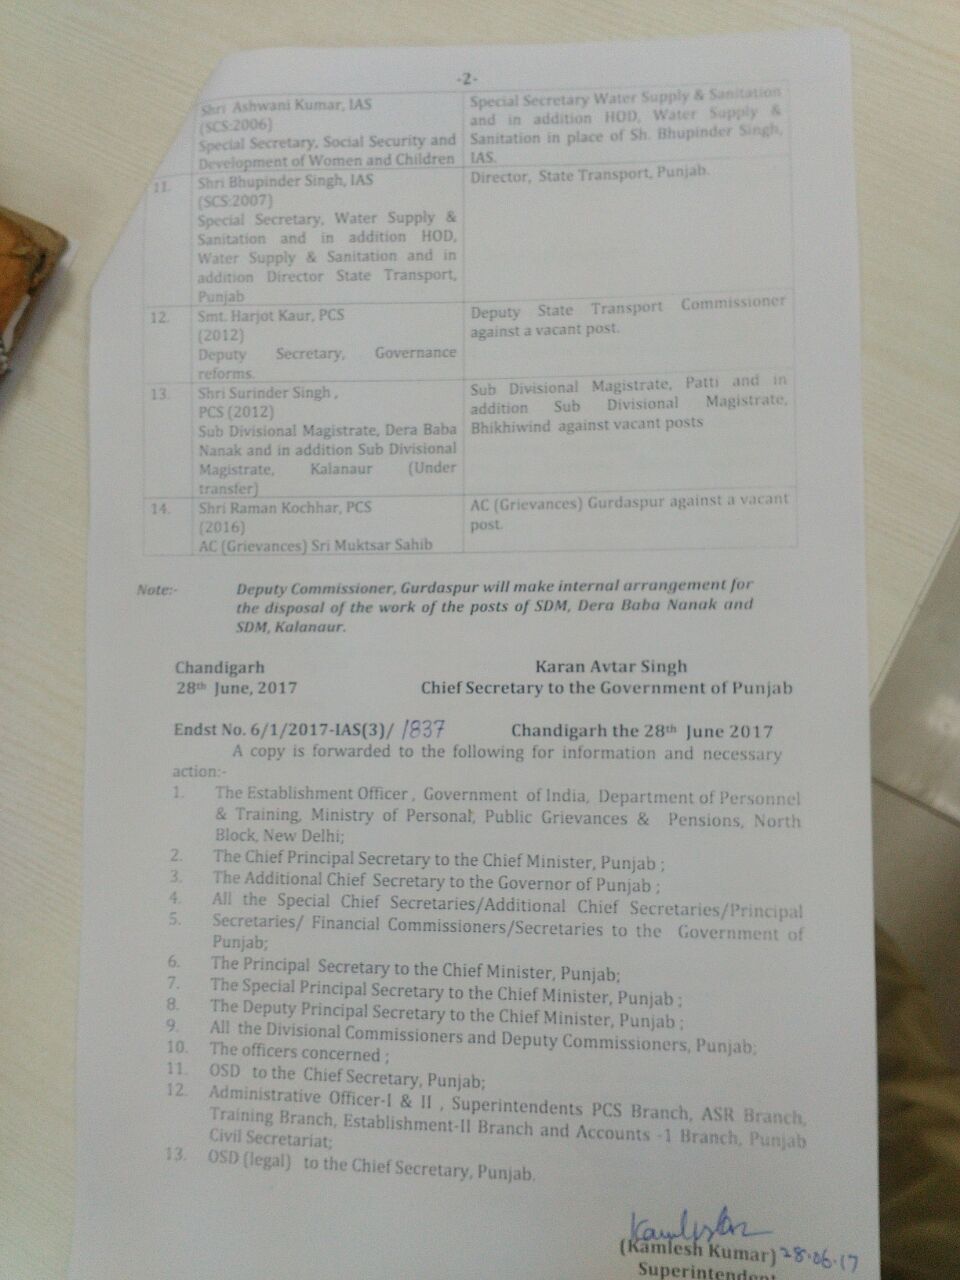 -2-
Shri Ashwani Kumar, IAS
(SCS:2006)
Special Secretary, Social Security and
Development of Women and Children
Special Secretary Water Supply & Sanitation
and in addition HOD, Water Supply &
Sanitation in place of Sh. Bhupinder Singh,
IAS.
11.
Shri Bhupinder Singh, IAS
(SCS:2007)
Special Secretary, Water Supply &
Sanitation and in addition HOD,
Water Supply & Sanitation and in
addition Director State Transport,
Punjab
Director, State Transport, Punjab.
12.
Smt. Harjot Kaur, PCS
(2012)
Deputy Secretary, Governance
reforms.
Deputy State Transport Commissioner
against a vacant post.
13.
Shri Surinder Singh ,
PCS (2012)
Sub Divisional Magistrate, Dera Baba
Nanak and in addition Sub Divisional
Magistrate, Kalanaur (Under
transfer)
Sub Divisional Magistrate, Patti and in
addition Sub Divisional Magistrate,
Bhikhiwind against vacant posts
14.
Shri Raman Kochhar, PCS
(2016)
AC (Grievances) Sri Muktsar Sahib
AC (Grievances) Gurdaspur against a vacant
post.
Note:- Deputy Commissioner, Gurdaspur will make internal arrangement for
the disposal of the work of the posts of SDM, Dera Baba Nanak and
SDM, Kalanaur.
Chandigarh Karan Avtar Singh
28th June, 2017 Chief Secretary to the Government of Punjab
Endst No. 6/1/2017-IAS(3)/ 1837 Chandigarh the 28th June 2017
A copy is forwarded to the following for information and necessary
action:-
1. The Establishment Officer , Government of India, Department of Personnel
& Training, Ministry of Personal, Public Grievances & Pensions, North
Block, New Delhi;
2. The Chief Principal Secretary to the Chief Minister, Punjab ;
3. The Additional Chief Secretary to the Governor of Punjab ;
4. All the Special Chief Secretaries/Additional Chief Secretaries/Principal
5. Secretaries/ Financial Commissioners/Secretaries to the Government of
Punjab;
6. The Principal Secretary to the Chief Minister, Punjab;
7. The Special Principal Secretary to the Chief Minister, Punjab ;
8. The Deputy Principal Secretary to the Chief Minister, Punjab ;
9. All the Divisional Commissioners and Deputy Commissioners, Punjab;
10. The officers concerned ;
11. OSD to the Chief Secretary, Punjab;
12. Administrative Officer-I & II , Superintendents PCS Branch, ASR Branch,
Training Branch, Establishment-II Branch and Accounts -1 Branch, Punjab
Civil Secretariat;
13. OSD (legal) to the Chief Secretary, Punjab.
(Kamlesh Kumar) 28.06.17
Superintendent